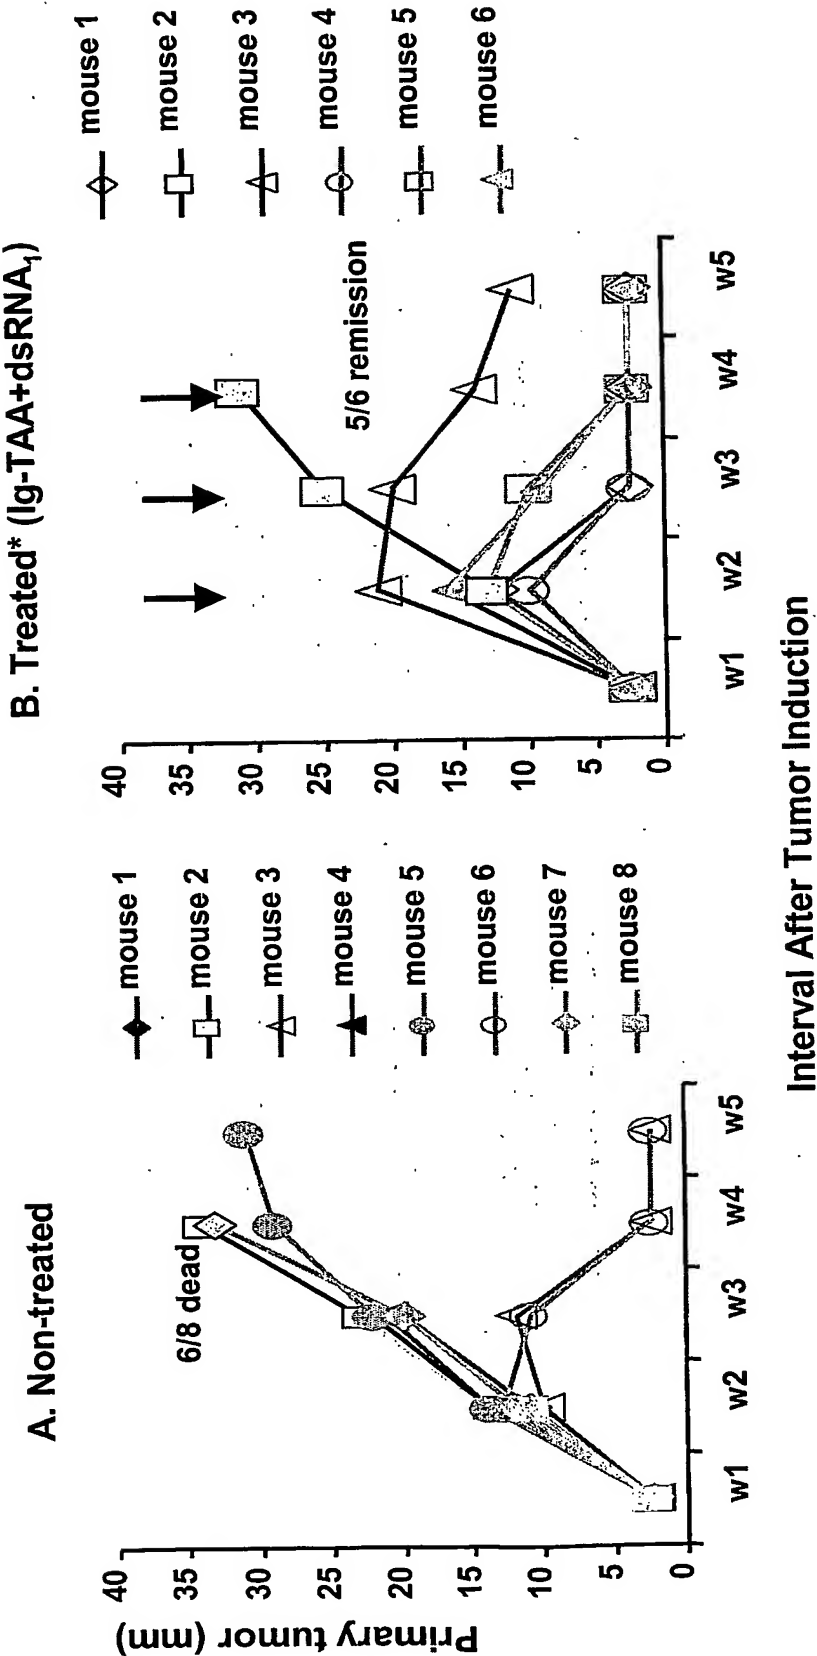 A. Non-treated
B. Treated* (Ig-TAA+dsRNA₁)
Primary tumor (mm)
40
35
30
25
20
15
10
5
0
6/8 dead
w1
w2
w3
w4
w5
mouse 1
mouse 2
mouse 3
mouse 4
mouse 5
mouse 6
mouse 7
mouse 8
40
35
30
25
20
15
10
5
0
5/6 remission
w1
w2
w3
w4
w5
mouse 1
mouse 2
mouse 3
mouse 4
mouse 5
mouse 6
Interval After Tumor Induction